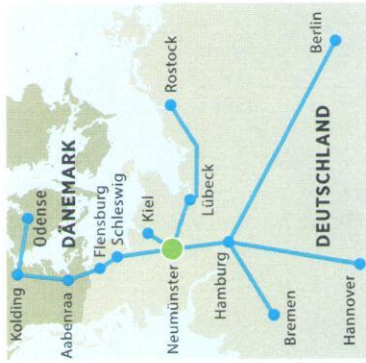 Kolding
Odense
DÄNEMARK
Aabenraa
Flensburg
Schleswig
Kiel
Rostock
Neumünster
Lübeck
Hamburg
Berlin
Bremen
DEUTSCHLAND
Hannover